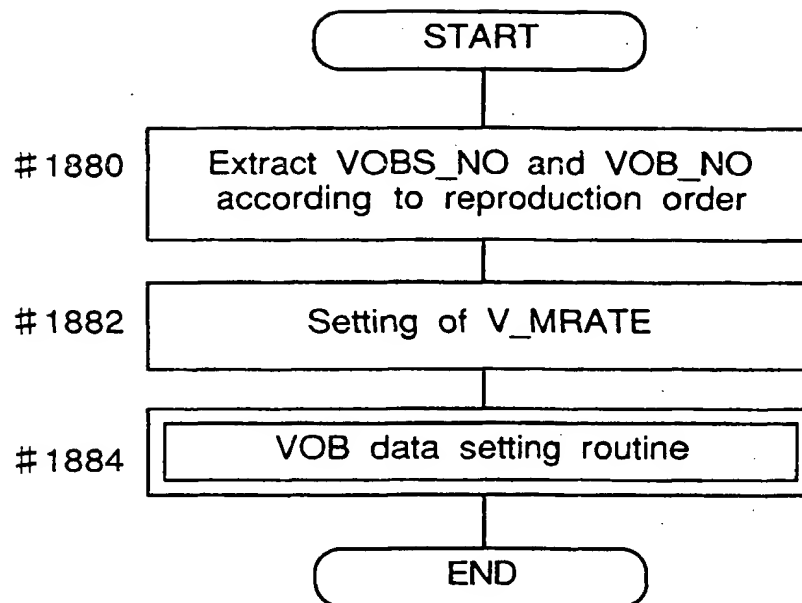 START
#1880
Extract VOBS_NO and VOB_NO
according to reproduction order
#1882
Setting of V_MRATE
#1884
VOB data setting routine
END